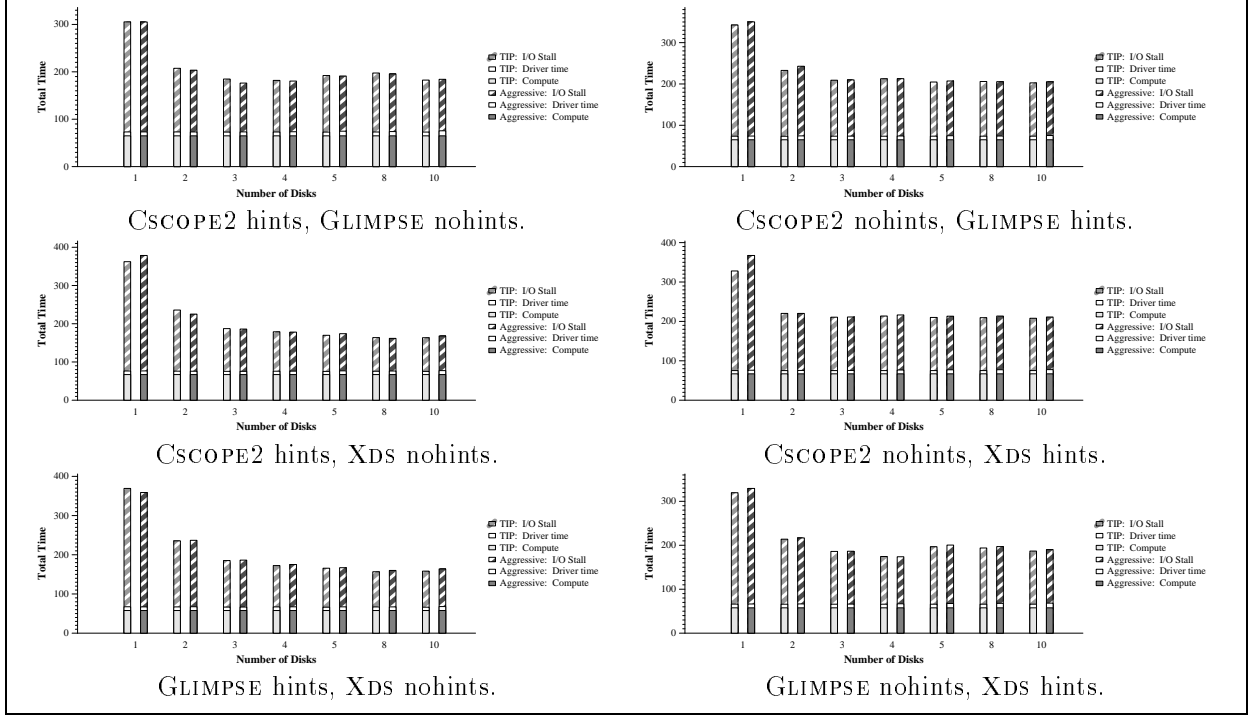 300
200
100
0
Total Time
1 2 3 4 5 8 10
Number of Disks
TIP: I/O Stall
TIP: Driver time
TIP: Compute
Aggressive: I/O Stall
Aggressive: Driver time
Aggressive: Compute
CSCOPE2 hints, GLIMPSE nohints.
300
200
100
0
Total Time
1 2 3 4 5 8 10
Number of Disks
TIP: I/O Stall
TIP: Driver time
TIP: Compute
Aggressive: I/O Stall
Aggressive: Driver time
Aggressive: Compute
CSCOPE2 nohints, GLIMPSE hints.
400
300
200
100
0
Total Time
1 2 3 4 5 8 10
Number of Disks
TIP: I/O Stall
TIP: Driver time
TIP: Compute
Aggressive: I/O Stall
Aggressive: Driver time
Aggressive: Compute
CSCOPE2 hints, XDS nohints.
400
300
200
100
0
Total Time
1 2 3 4 5 8 10
Number of Disks
TIP: I/O Stall
TIP: Driver time
TIP: Compute
Aggressive: I/O Stall
Aggressive: Driver time
Aggressive: Compute
CSCOPE2 nohints, XDS hints.
400
300
200
100
0
Total Time
1 2 3 4 5 8 10
Number of Disks
TIP: I/O Stall
TIP: Driver time
TIP: Compute
Aggressive: I/O Stall
Aggressive: Driver time
Aggressive: Compute
GLIMPSE hints, XDS nohints.
300
200
100
0
Total Time
1 2 3 4 5 8 10
Number of Disks
TIP: I/O Stall
TIP: Driver time
TIP: Compute
Aggressive: I/O Stall
Aggressive: Driver time
Aggressive: Compute
GLIMPSE nohints, XDS hints.